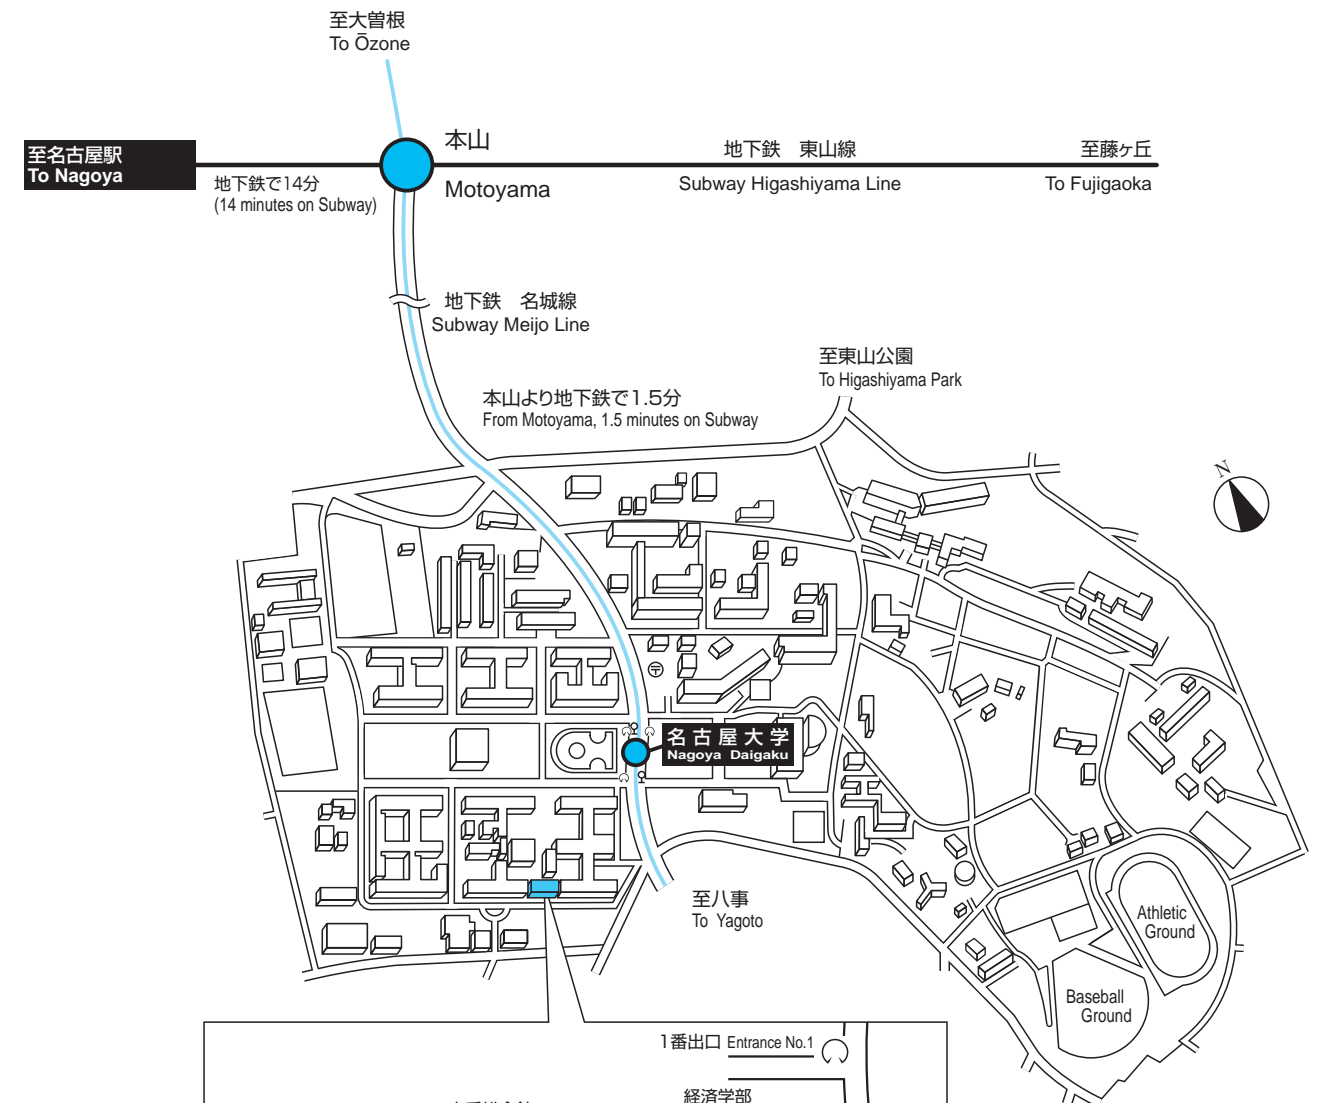 至大曽根
To Ōzone
本山
至名古屋駅
To Nagoya
地下鉄　東山線
至藤ヶ丘
地下鉄で14分
(14 minutes on Subway)
Motoyama
Subway Higashiyama Line
To Fujigaoka
地下鉄　名城線
Subway Meijo Line
至東山公園
To Higashiyama Park
本山より地下鉄で1.5分
From Motoyama, 1.5 minutes on Subway
N
〒
名古屋大学
Nagoya Daigaku
至八事
To Yagoto
Athletic
Ground
Baseball
Ground
1番出口 Entrance No.1
経済学部